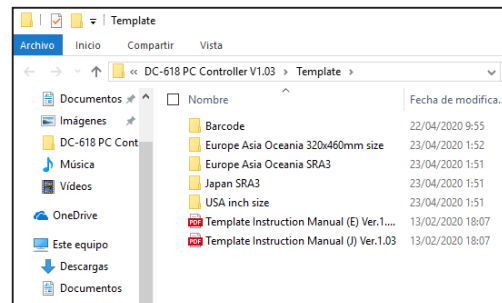 Template
Archivo Inicio Compartir Vista
« DC-618 PC Controller V1.03 > Template >
Documentos
Imágenes
DC-618 PC Cont
Música
Vídeos
OneDrive
Este equipo
Descargas
Documentos
Nombre Fecha de modifica...
Barcode 22/04/2020 9:55
Europe Asia Oceania 320x460mm size 23/04/2020 1:52
Europe Asia Oceania SRA3 23/04/2020 1:51
Japan SRA3 23/04/2020 1:51
USA inch size 23/04/2020 1:51
PDF Template Instruction Manual (E) Ver.1.... 13/02/2020 18:07
PDF Template Instruction Manual (J) Ver.1.03 13/02/2020 18:07